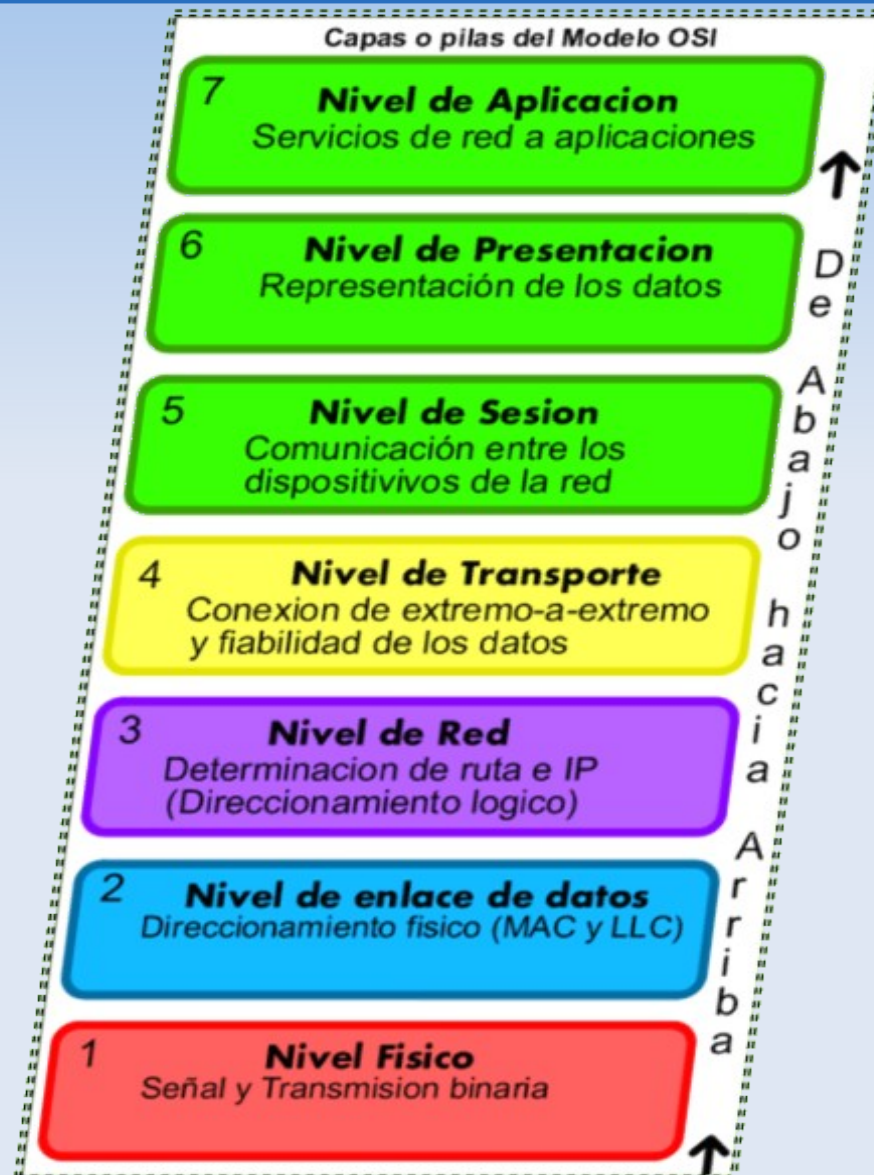 Capas o pilas del Modelo OSI
7
Nivel de Aplicacion
Servicios de red a aplicaciones
6
Nivel de Presentacion
Representación de los datos
5
Nivel de Sesion
Comunicación entre los
dispositivivos de la red
4
Nivel de Transporte
Conexion de extremo-a-extremo
y fiabilidad de los datos
3
Nivel de Red
Determinacion de ruta e IP
(Direccionamiento logico)
2
Nivel de enlace de datos
Direccionamiento fisico (MAC y LLC)
1
Nivel Fisico
Señal y Transmision binaria
De Abajo hacia Arriba